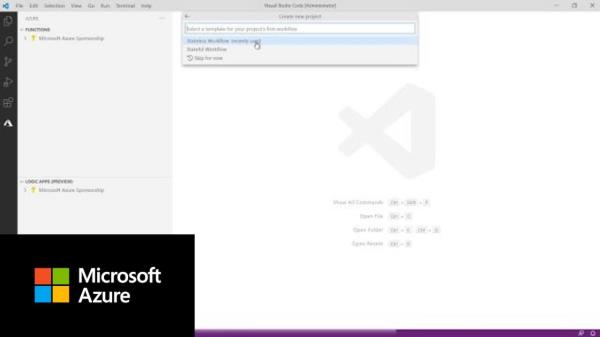 File Edit Selection View Go Run Terminal Help
Visual Studio Code [Administrator]
AZURE
FUNCTIONS
Microsoft Azure Sponsorship
Create new project
Select a template for your project's first workflow
Stateless Workflow (recently used)
Stateful Workflow
Skip for now
Show All Commands Ctrl + Shift + P
Open File Ctrl + O
Open Folder Ctrl + K Ctrl + O
Open Recent Ctrl + R
LOGIC APPS (PREVIEW)
Microsoft Azure Sponsorship
Microsoft
Azure